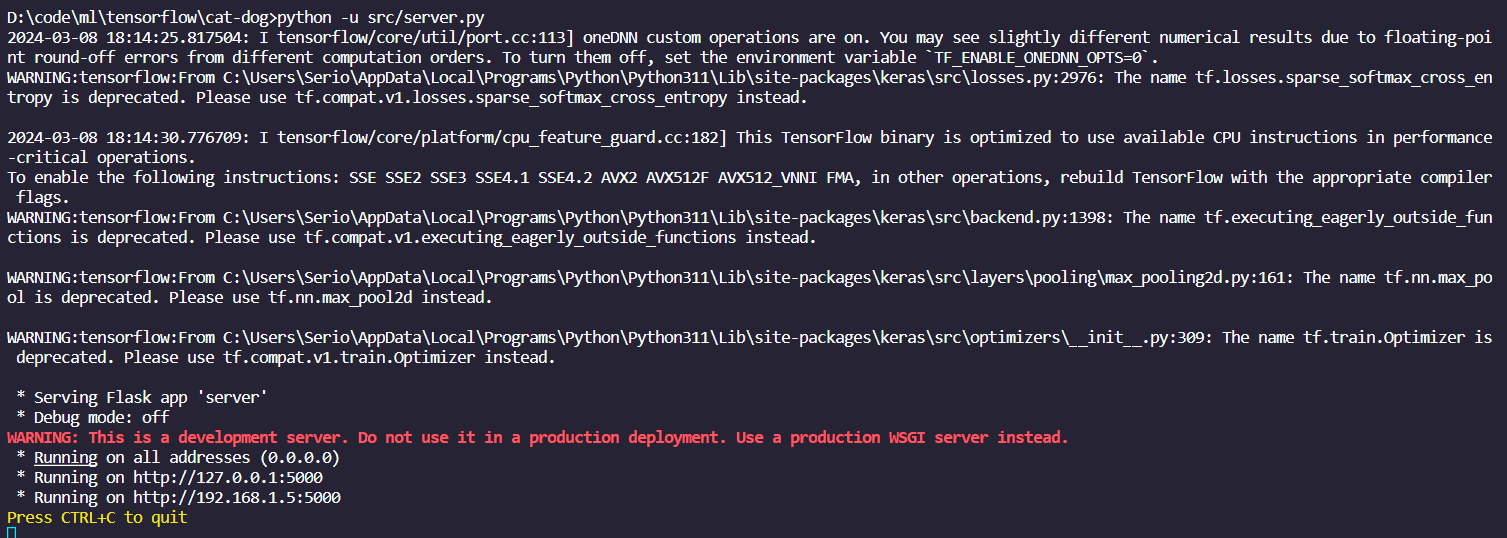 D:\code\ml\tensorflow\cat-dog>python -u src/server.py
2024-03-08 18:14:25.817504: I tensorflow/core/util/port.cc:113] oneDNN custom operations are on. You may see slightly different numerical results due to floating-poi
nt round-off errors from different computation orders. To turn them off, set the environment variable `TF_ENABLE_ONEDNN_OPTS=0`.
WARNING:tensorflow:From C:\Users\Serio\AppData\Local\Programs\Python\Python311\Lib\site-packages\keras\src\losses.py:2976: The name tf.losses.sparse_softmax_cross_en
tropy is deprecated. Please use tf.compat.v1.losses.sparse_softmax_cross_entropy instead.
2024-03-08 18:14:30.776709: I tensorflow/core/platform/cpu_feature_guard.cc:182] This TensorFlow binary is optimized to use available CPU instructions in performance
-critical operations.
To enable the following instructions: SSE SSE2 SSE3 SSE4.1 SSE4.2 AVX2 AVX512F AVX512_VNNI FMA, in other operations, rebuild TensorFlow with the appropriate compiler
 flags.
WARNING:tensorflow:From C:\Users\Serio\AppData\Local\Programs\Python\Python311\Lib\site-packages\keras\src\backend.py:1398: The name tf.executing_eagerly_outside_fun
ctions is deprecated. Please use tf.compat.v1.executing_eagerly_outside_functions instead.
WARNING:tensorflow:From C:\Users\Serio\AppData\Local\Programs\Python\Python311\Lib\site-packages\keras\src\layers\pooling\max_pooling2d.py:161: The name tf.nn.max_po
ol is deprecated. Please use tf.nn.max_pool2d instead.
WARNING:tensorflow:From C:\Users\Serio\AppData\Local\Programs\Python\Python311\Lib\site-packages\keras\src\optimizers\__init__.py:309: The name tf.train.Optimizer is
 deprecated. Please use tf.compat.v1.train.Optimizer instead.
 * Serving Flask app 'server'
 * Debug mode: off
WARNING: This is a development server. Do not use it in a production deployment. Use a production WSGI server instead.
 * Running on all addresses (0.0.0.0)
 * Running on http://127.0.0.1:5000
 * Running on http://192.168.1.5:5000
Press CTRL+C to quit